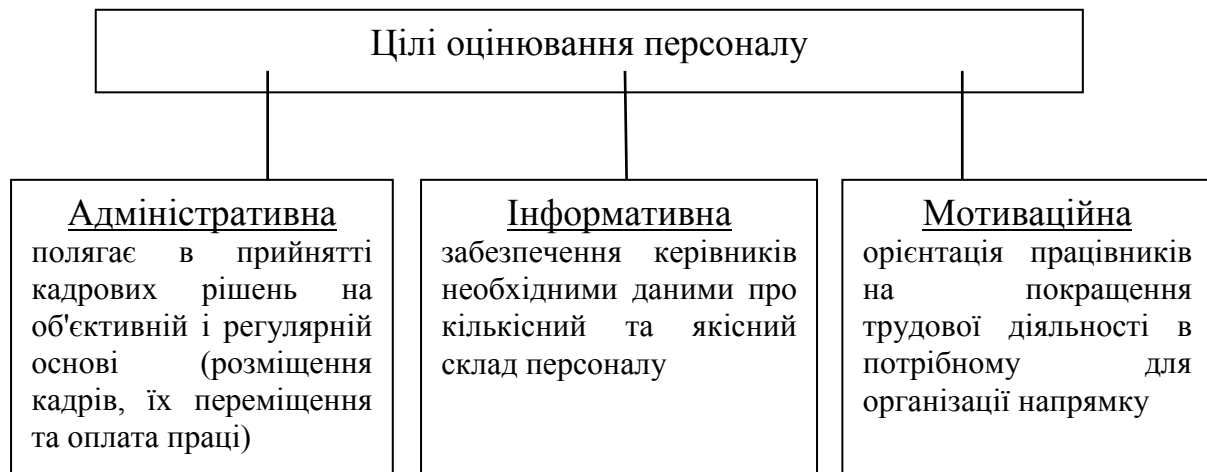 Цілі оцінювання персоналу
Адміністративна
полягає в прийнятті
кадрових рішень на
об'єктивній і регулярній
основі (розміщення
кадрів, їх переміщення
та оплата праці)
Інформативна
забезпечення керівників
необхідними даними про
кількісний та якісний
склад персоналу
Мотиваційна
орієнтація працівників
на покращення
трудової діяльності в
потрібному для
організації напрямку